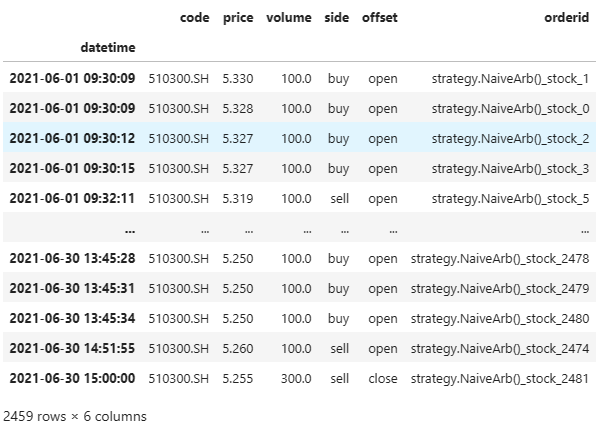 code price volume side offset orderid
datetime
2021-06-01 09:30:09 510300.SH 5.330 100.0 buy open strategy.NaiveArb()_stock_1
2021-06-01 09:30:09 510300.SH 5.328 100.0 buy open strategy.NaiveArb()_stock_0
2021-06-01 09:30:12 510300.SH 5.327 100.0 buy open strategy.NaiveArb()_stock_2
2021-06-01 09:30:15 510300.SH 5.327 100.0 buy open strategy.NaiveArb()_stock_3
2021-06-01 09:32:11 510300.SH 5.319 100.0 sell open strategy.NaiveArb()_stock_5
... ... ... ... ... ... ...
2021-06-30 13:45:28 510300.SH 5.250 100.0 buy open strategy.NaiveArb()_stock_2478
2021-06-30 13:45:31 510300.SH 5.250 100.0 buy open strategy.NaiveArb()_stock_2479
2021-06-30 13:45:34 510300.SH 5.250 100.0 buy open strategy.NaiveArb()_stock_2480
2021-06-30 14:51:55 510300.SH 5.260 100.0 sell open strategy.NaiveArb()_stock_2474
2021-06-30 15:00:00 510300.SH 5.255 300.0 sell close strategy.NaiveArb()_stock_2481
2459 rows × 6 columns